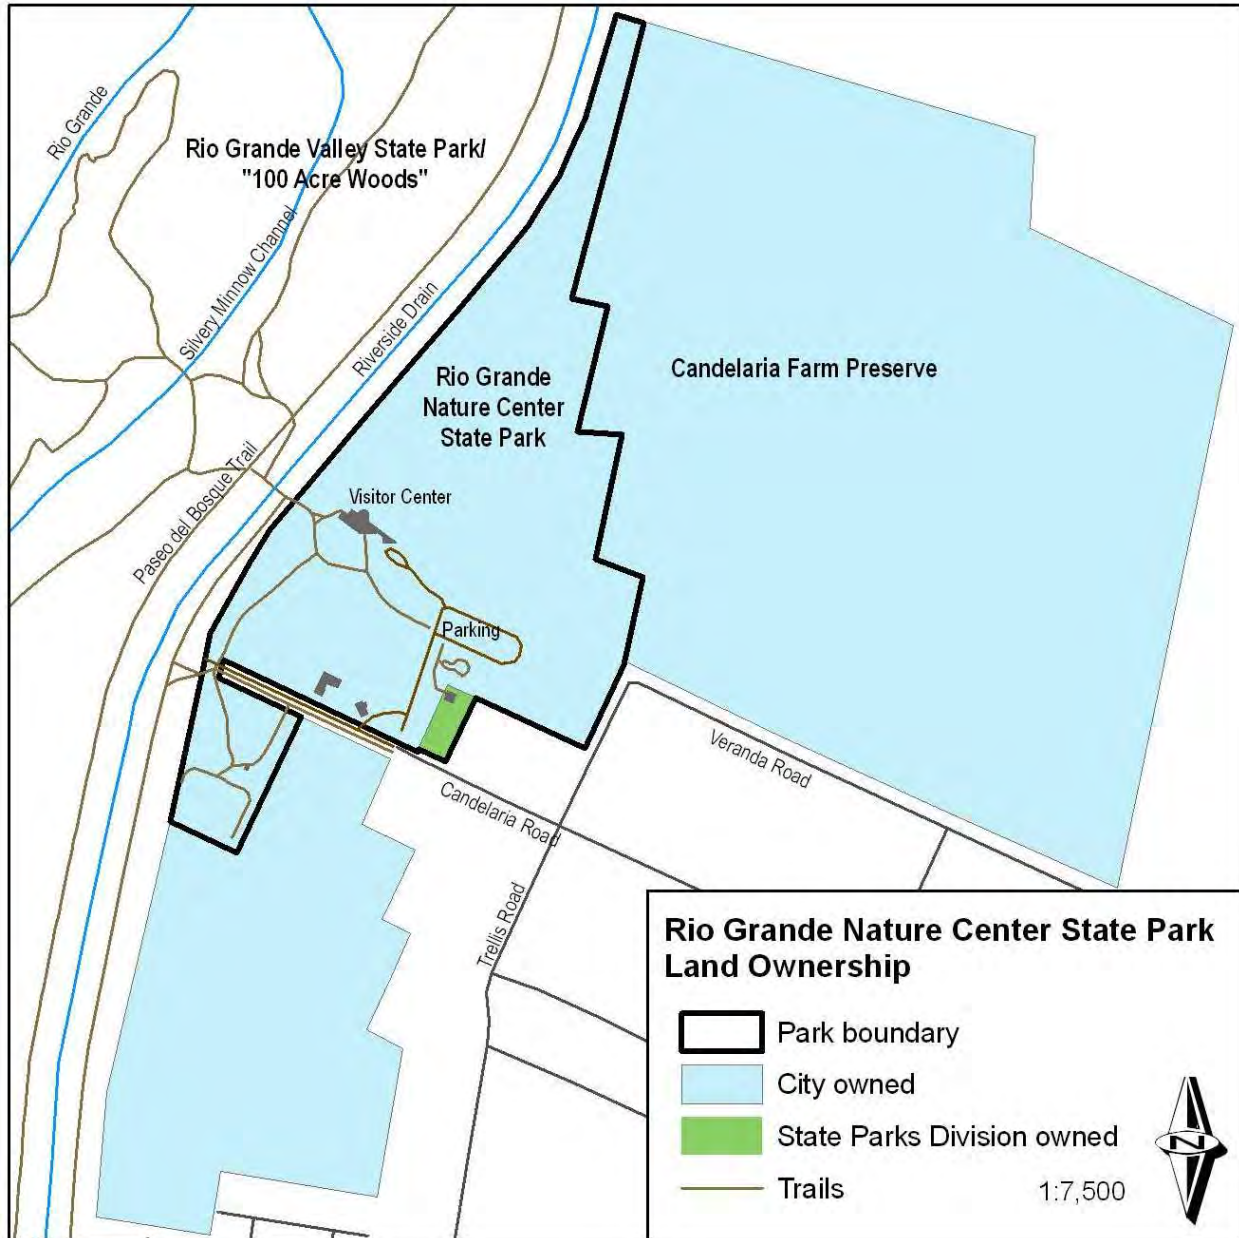 Rio Grande
Rio Grande Valley State Park/
"100 Acre Woods"
Silvery Minnow Channel
Riverside Drain
Rio Grande
Nature Center
State Park
Candelaria Farm Preserve
Paseo del Bosque Trail
Visitor Center
Parking
Veranda Road
Candelaria Road
Trellis Road
Rio Grande Nature Center State Park
Land Ownership
Park boundary
City owned
State Parks Division owned
Trails
1:7,500
N